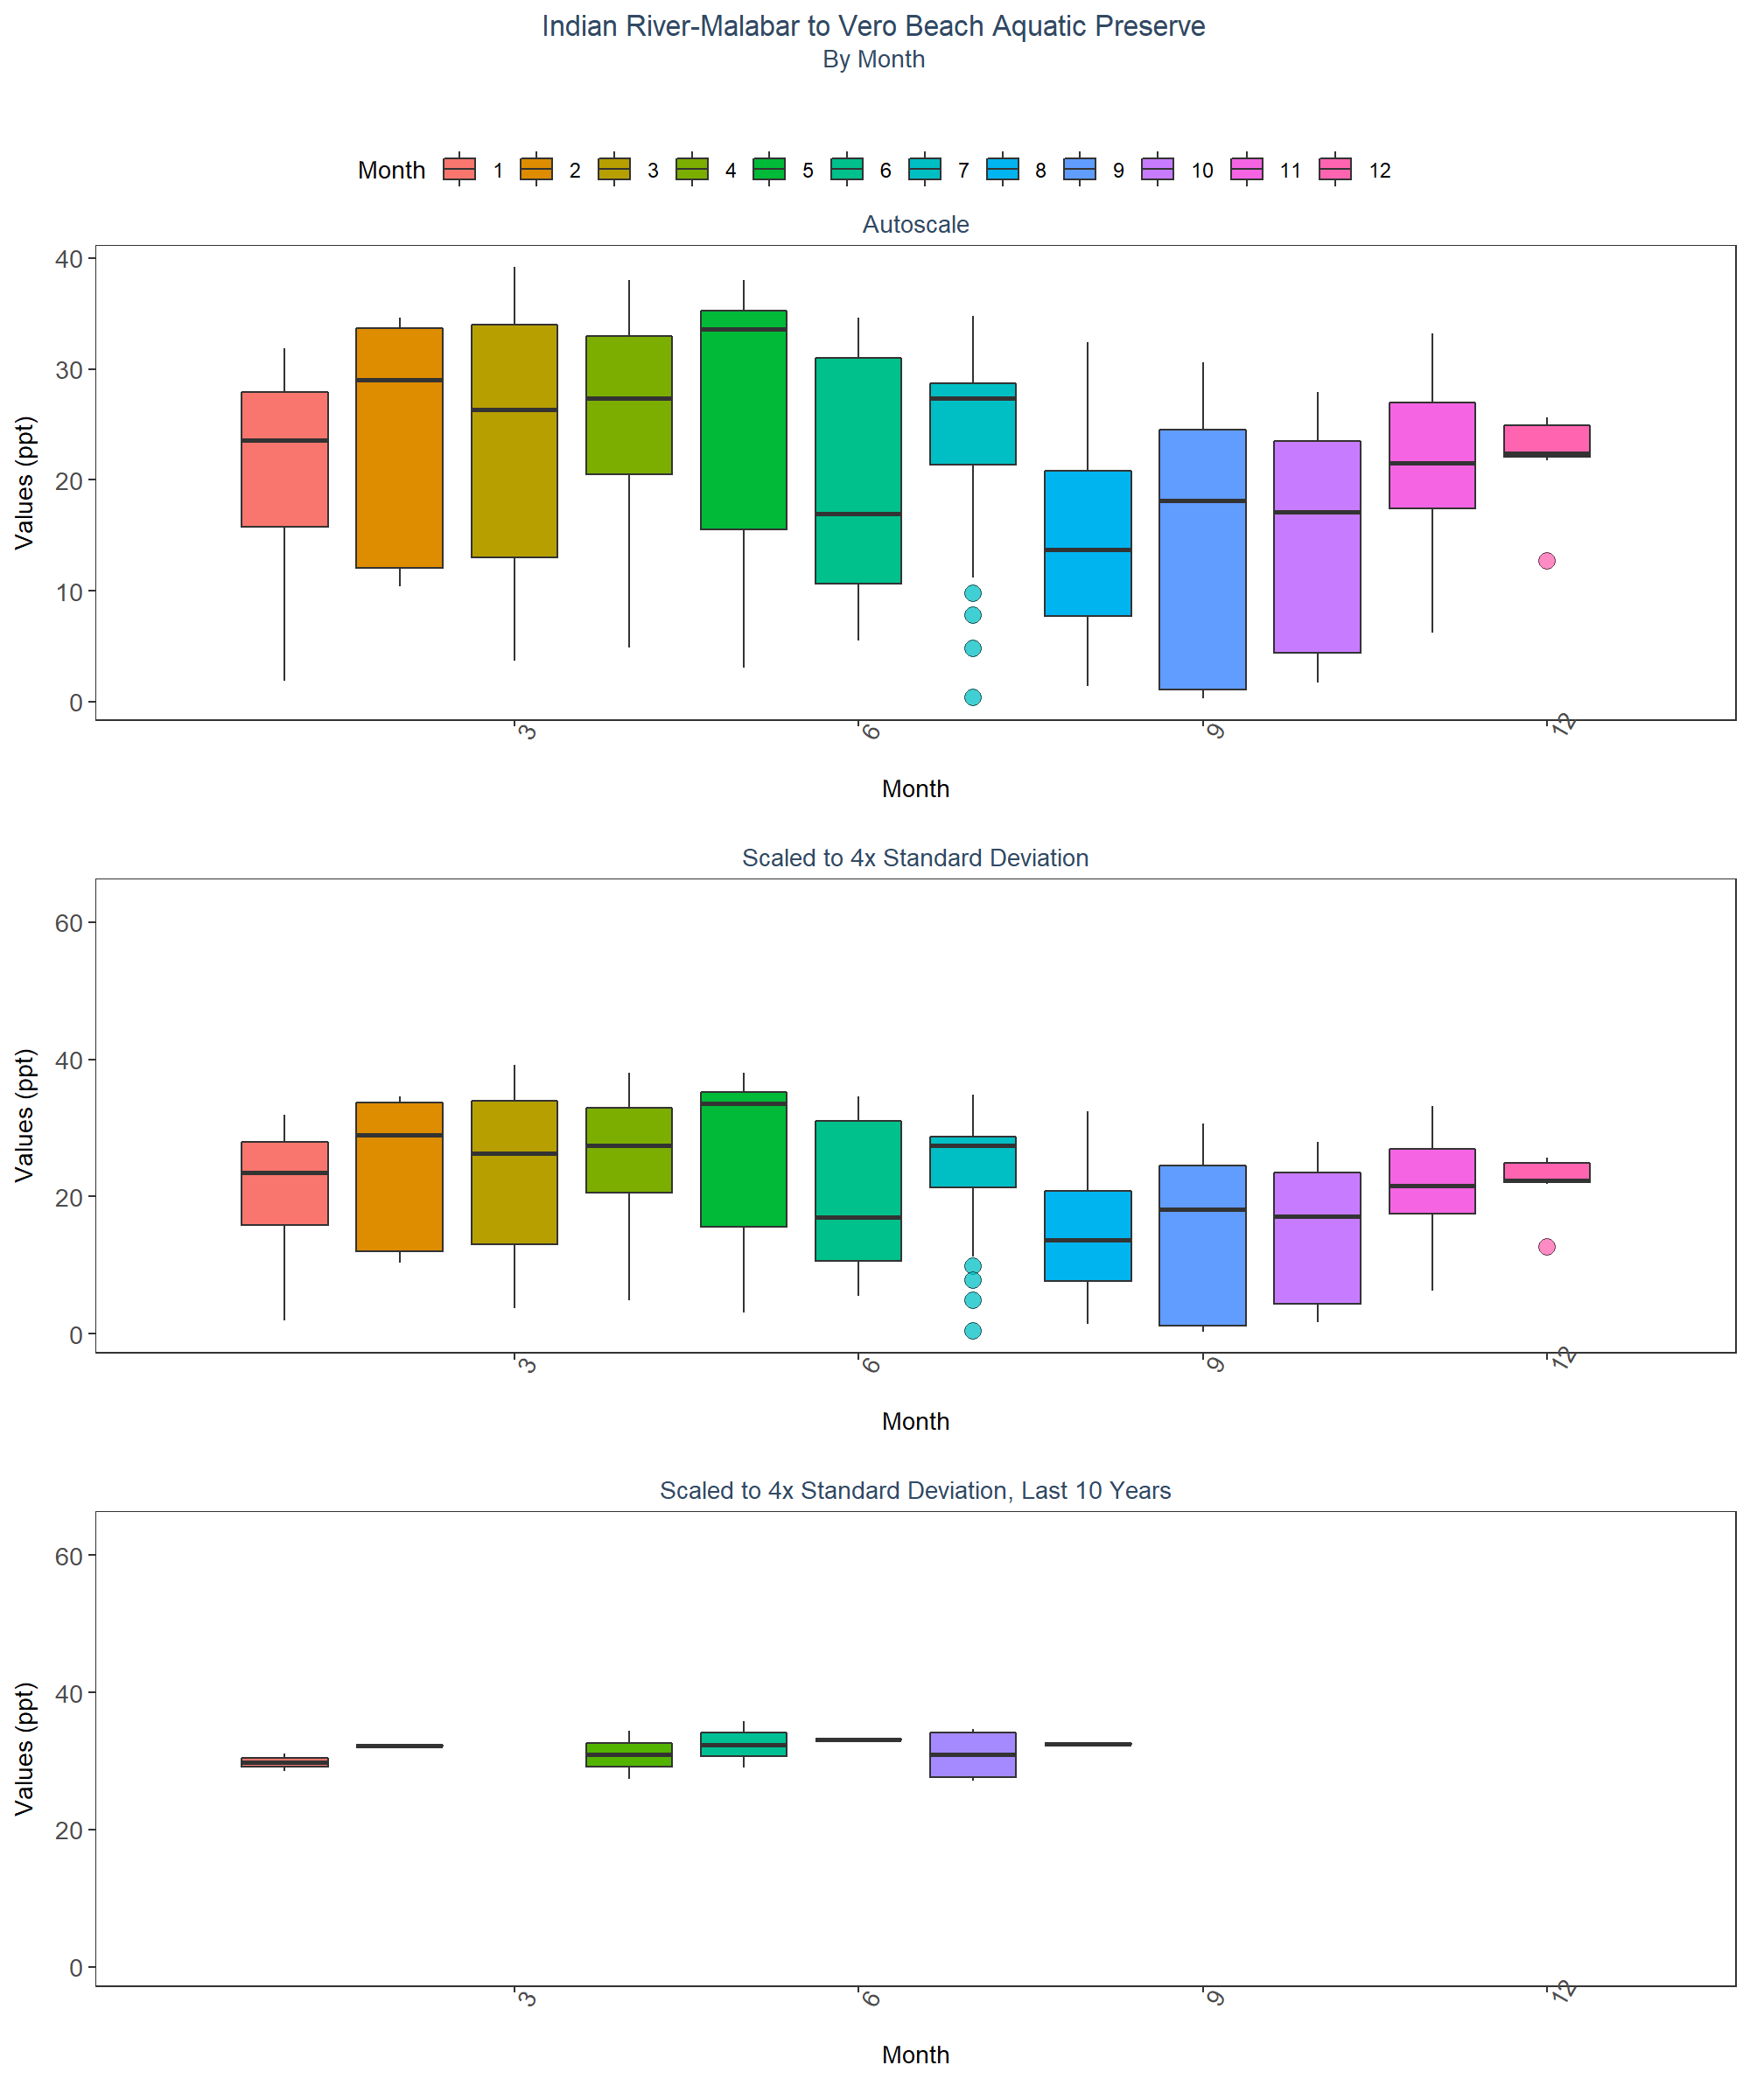 Indian River-Malabar to Vero Beach Aquatic Preserve
By Month
Month 1 2 3 4 5 6 7 8 9 10 11 12
Autoscale
Values (ppt)
40
30
20
10
0
3 6 9 12
Month
Scaled to 4x Standard Deviation
Values (ppt)
60
40
20
0
3 6 9 12
Month
Scaled to 4x Standard Deviation, Last 10 Years
Values (ppt)
60
40
20
0
3 6 9 12
Month